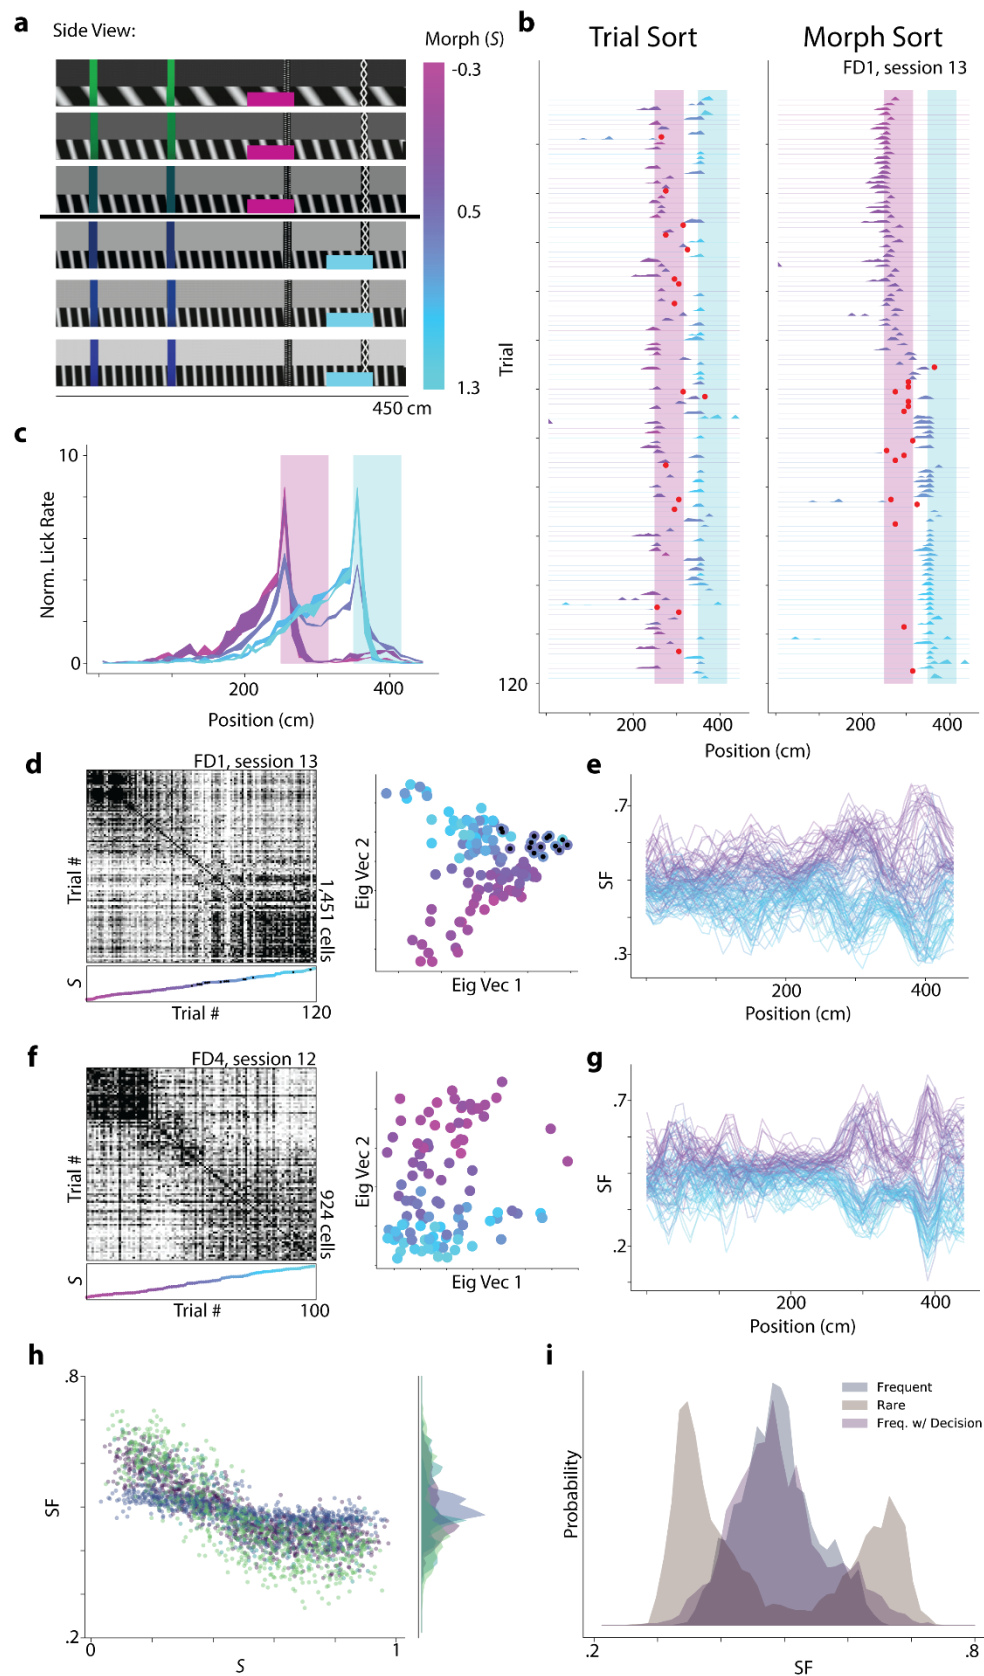 a
Side View:
Morph (S)
-0.3
0.5
1.3
450 cm
b
Trial Sort
Morph Sort
FD1, session 13
Trial
120
200
400
200
400
Position (cm)
c
10
Norm. Lick Rate
0
200
400
Position (cm)
d
FD1, session 13
Trial #
1,451 cells
S
Trial #
120
Eig Vec 2
Eig Vec 1
e
.7
SF
.3
200
400
Position (cm)
f
FD4, session 12
Trial #
924 cells
S
Trial #
100
Eig Vec 2
Eig Vec 1
g
.7
SF
.2
200
400
Position (cm)
h
.8
SF
.2
0
1
S
i
Frequent
Rare
Freq. w/ Decision
Probability
.2
.8
SF